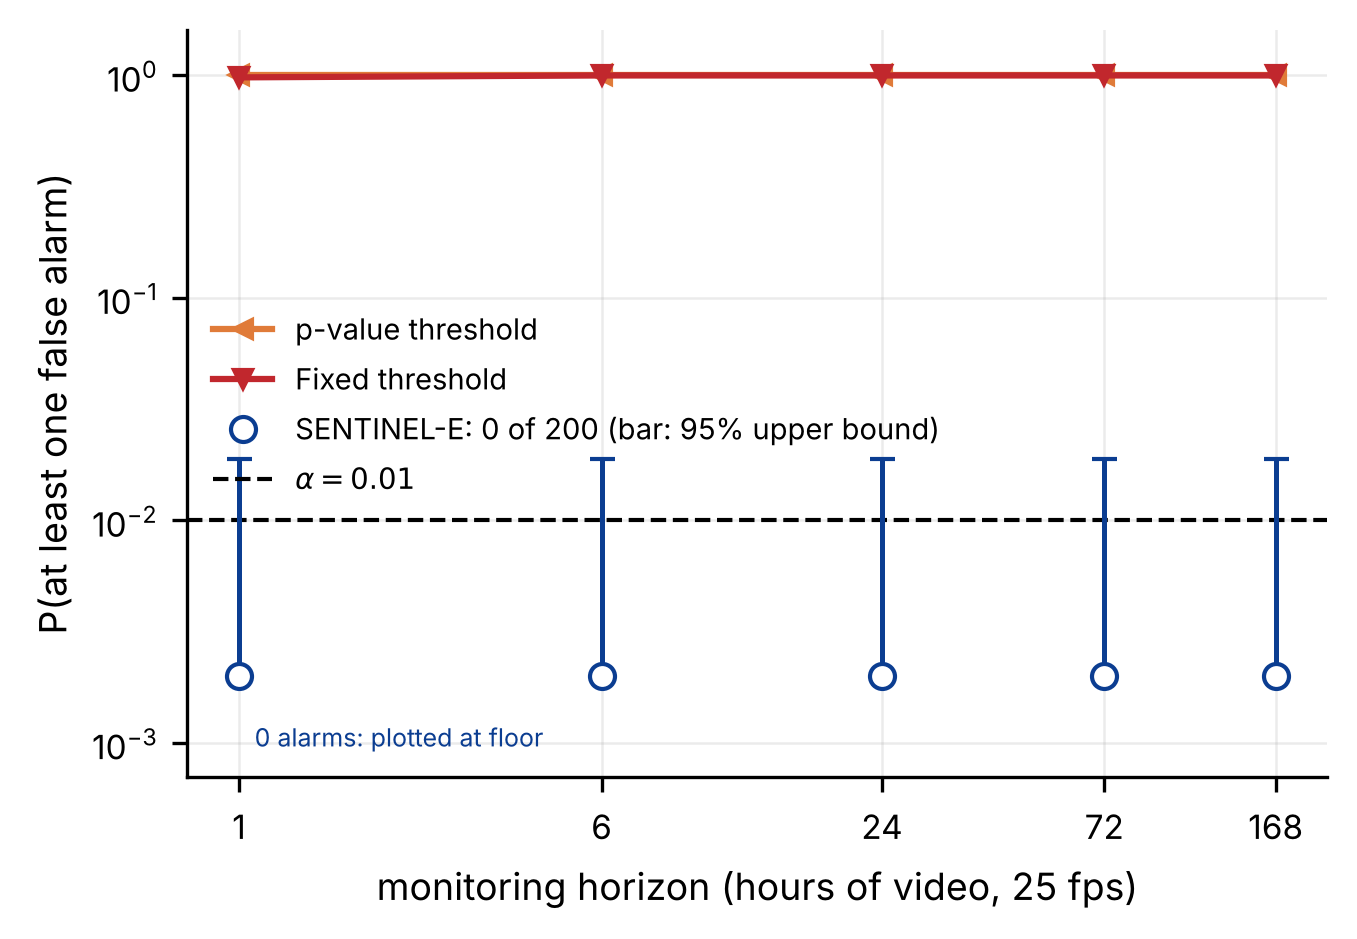 10⁰
10⁻¹
10⁻²
10⁻³
P(at least one false alarm)
p-value threshold
Fixed threshold
SENTINEL-E: 0 of 200 (bar: 95% upper bound)
α = 0.01
0 alarms: plotted at floor
1 6 24 72 168
monitoring horizon (hours of video, 25 fps)